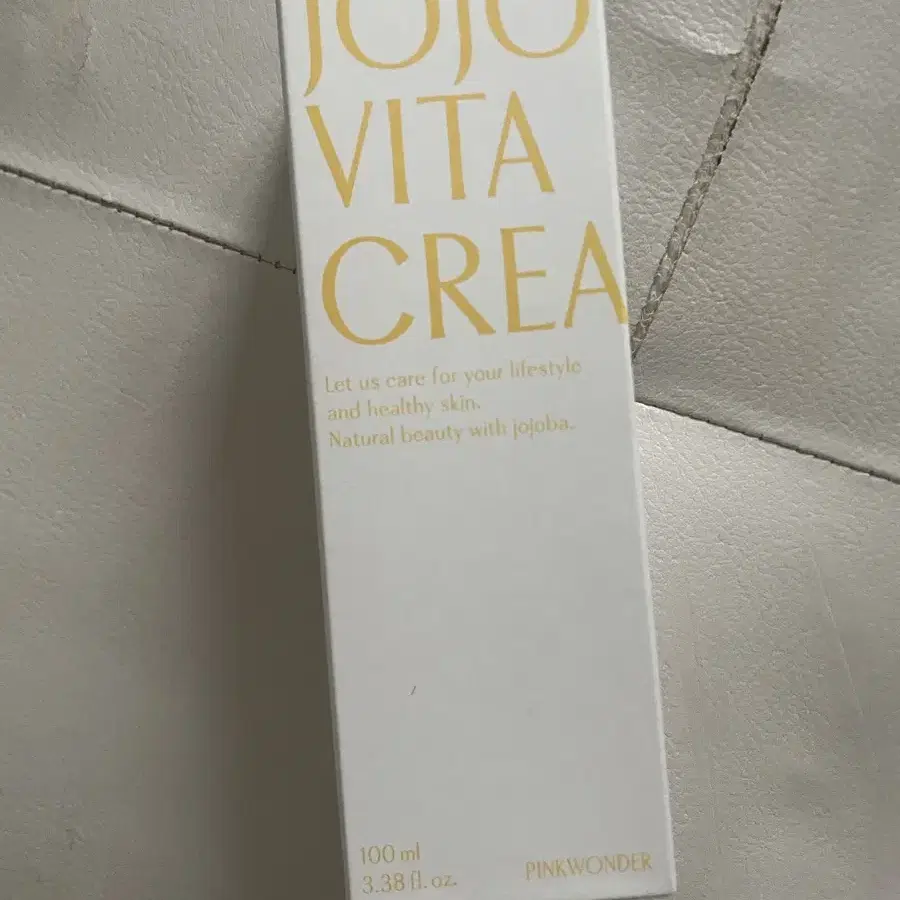 JOJO
VITA
CREA
Let us care for your lifestyle
and healthy skin.
Natural beauty with jojoba.
100 ml
3.38 fl. oz.
PINKWONDER